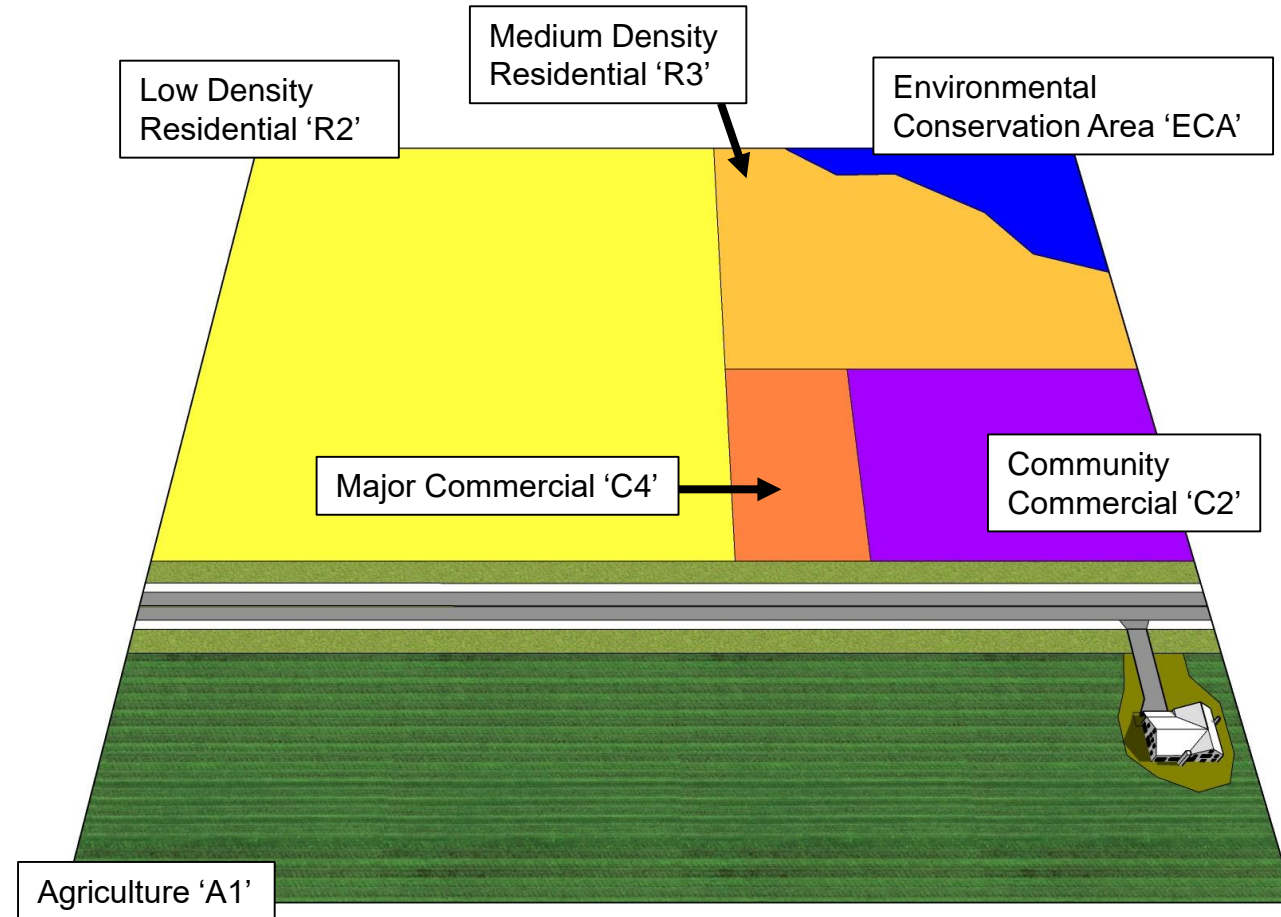 Medium Density
Residential ‘R3’
Low Density
Residential ‘R2’
Environmental
Conservation Area ‘ECA’
Major Commercial ‘C4’
Community
Commercial ‘C2’
Agriculture ‘A1’